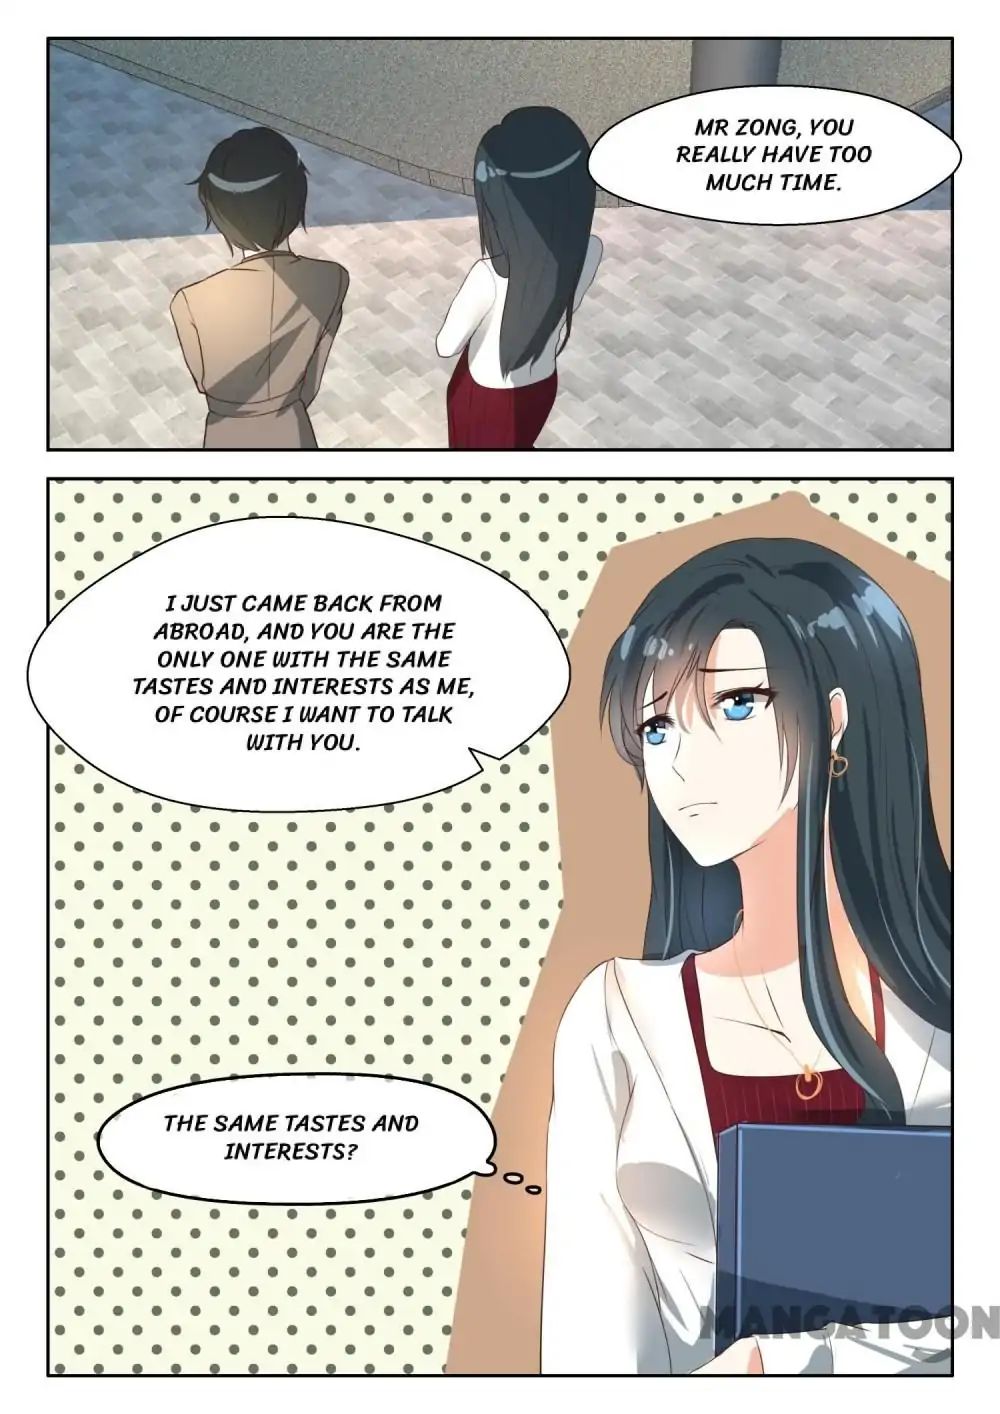 MR ZONG, YOU
REALLY HAVE TOO
MUCH TIME.
I JUST CAME BACK FROM
ABROAD, AND YOU ARE THE
ONLY ONE WITH THE SAME
TASTES AND INTERESTS AS ME,
OF COURSE I WANT TO TALK
WITH YOU.
THE SAME TASTES AND
INTERESTS?
MANGATOON